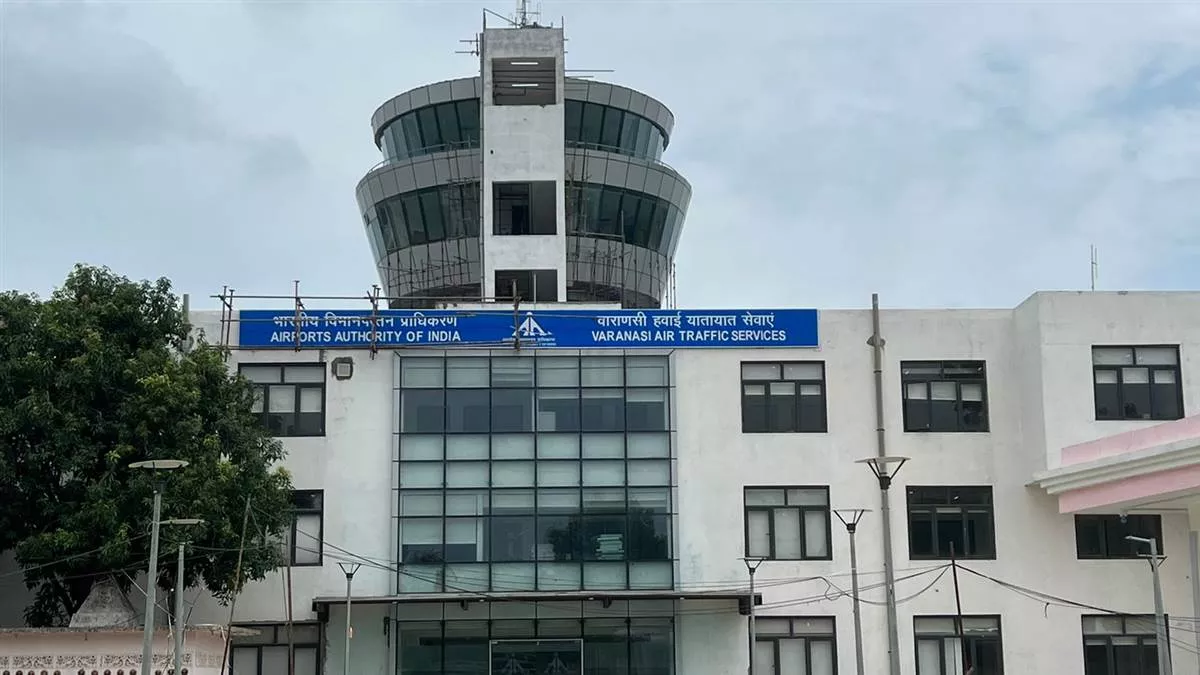 भारतीय विमानपत्तन प्राधिकरण
AIRPORTS AUTHORITY OF INDIA
वाराणसी हवाई यातायात सेवाएं
VARANASI AIR TRAFFIC SERVICES